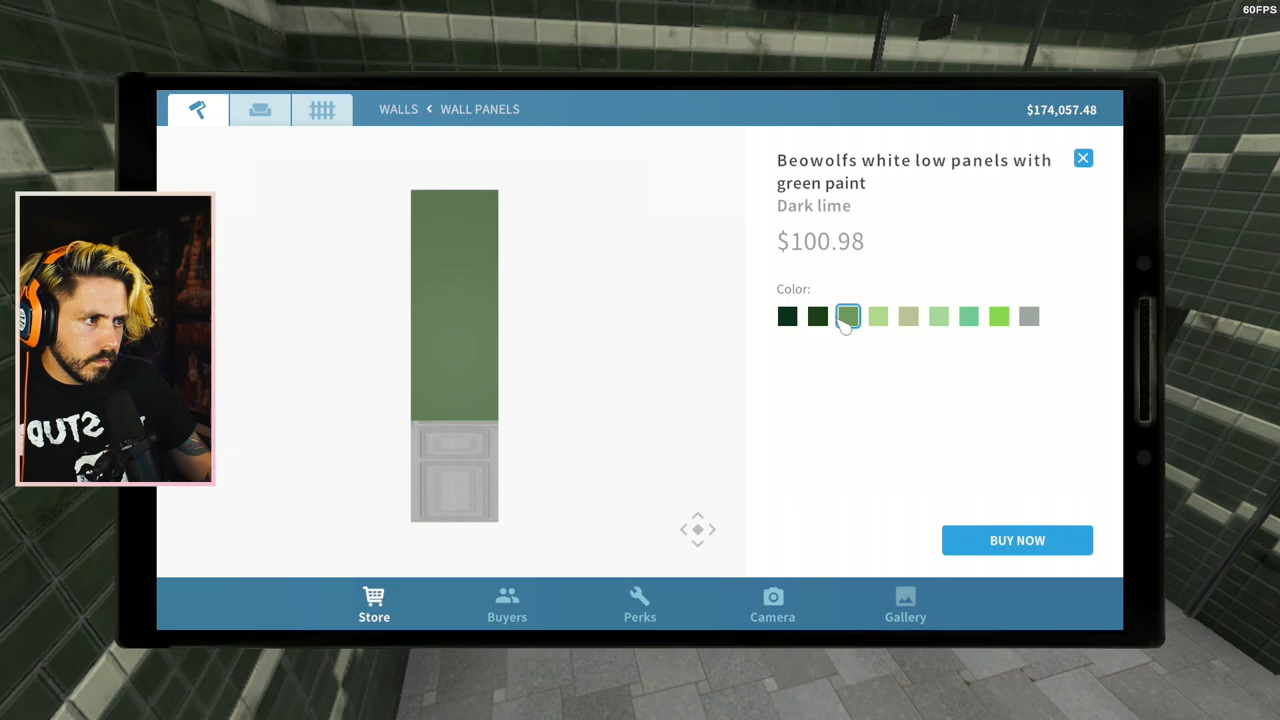 60FPS
WALLS < WALL PANELS
$174,057.48
Beowolfs white low panels with
green paint
Dark lime
$100.98
Color:
BUY NOW
Store
Buyers
Perks
Camera
Gallery
STUD